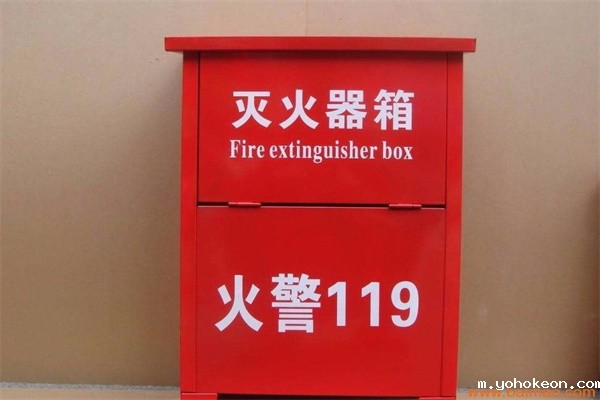 灭火器箱
Fire extinguisher box
火警119
m.yohokeon.com